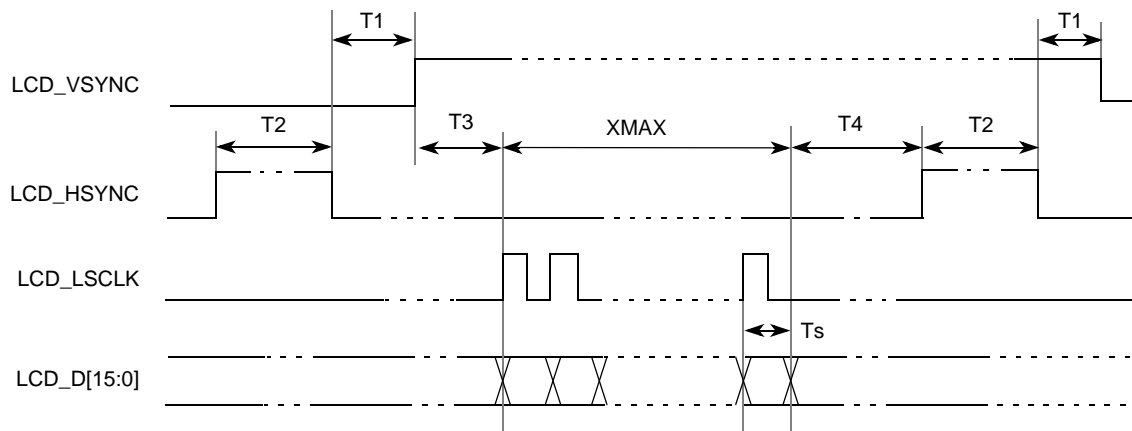 T1
T1
LCD_VSYNC
T2
T3
XMAX
T4
T2
LCD_HSYNC
LCD_LSCLK
Ts
LCD_D[15:0]